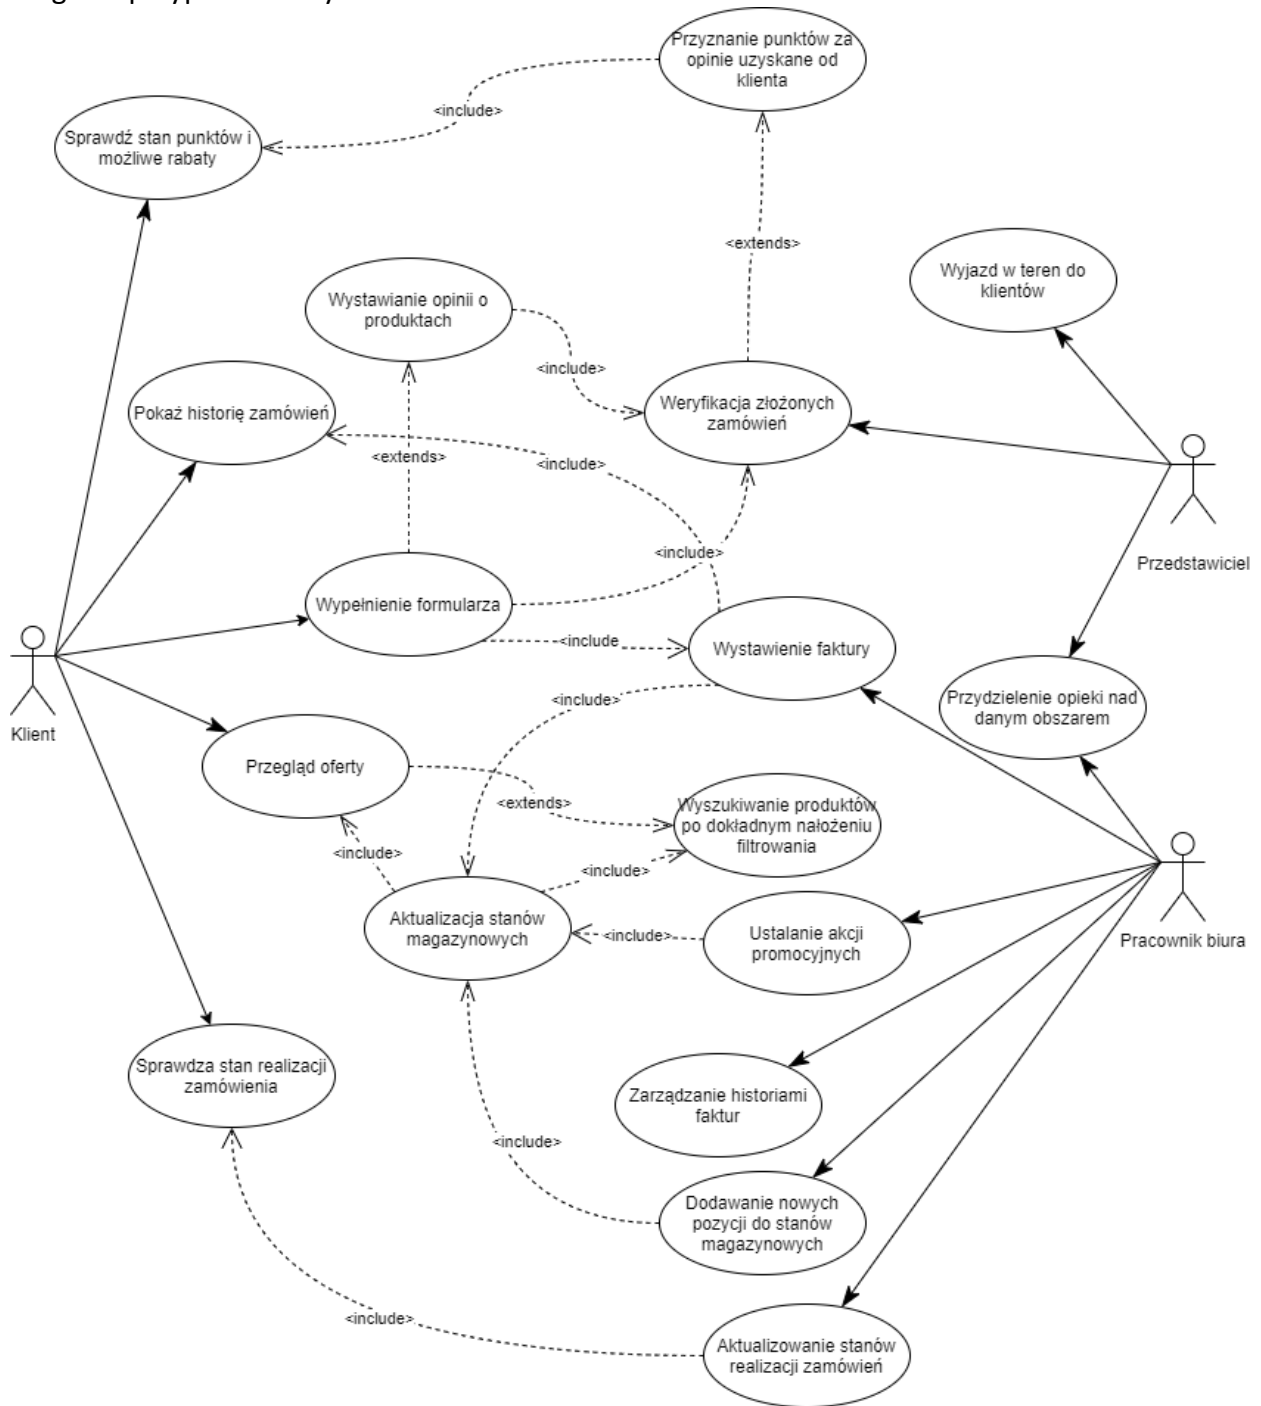 Przyznanie punktów za
opinie uzyskane od
klienta
<include>
Sprawdź stan punktów i
możliwe rabaty
<extends>
Wyjazd w teren do
klientów
Wystawianie opinii o
produktach
<include>
Pokaż historię zamówień
Weryfikacja złożonych
zamówień
<extends>
<include>
<include>
Przedstawiciel
Wypełnienie formularza
<include
Wystawienie faktury
Klient
<include>
Przydzielenie opieki nad
danym obszarem
Przegląd oferty
<extends>
Wyszukiwanie produktów
po dokładnym nałożeniu
filtrowania
<include>
<include>
Aktualizacja stanów
magazynowych
<include>
Ustalanie akcji
promocyjnych
Pracownik biura
Sprawdza stan realizacji
zamówienia
Zarządzanie historiami
faktur
<include>
Dodawanie nowych
pozycji do stanów
magazynowych
<include>
Aktualizowanie stanów
realizacji zamówień